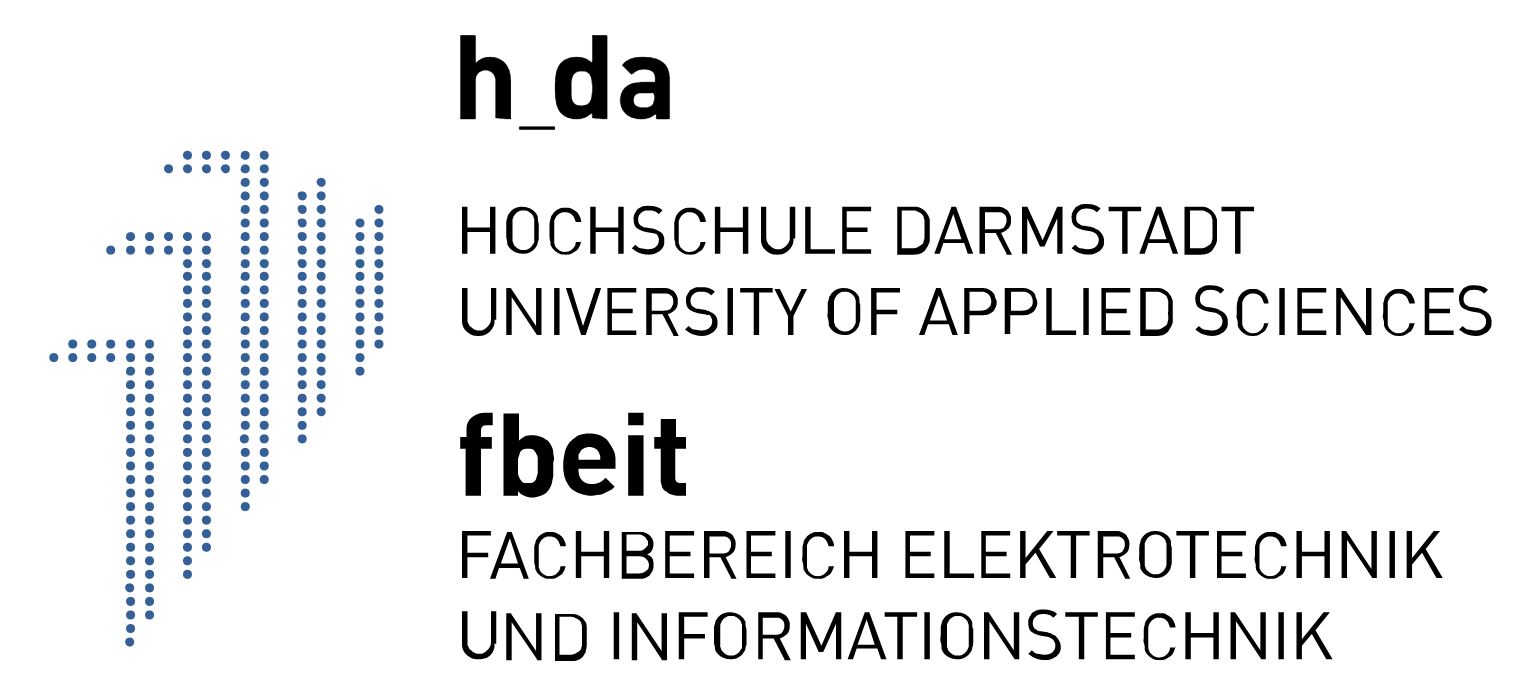 h_da
HOCHSCHULE DARMSTADT
UNIVERSITY OF APPLIED SCIENCES
fbeit
FACHBEREICH ELEKTROTECHNIK
UND INFORMATIONSTECHNIK